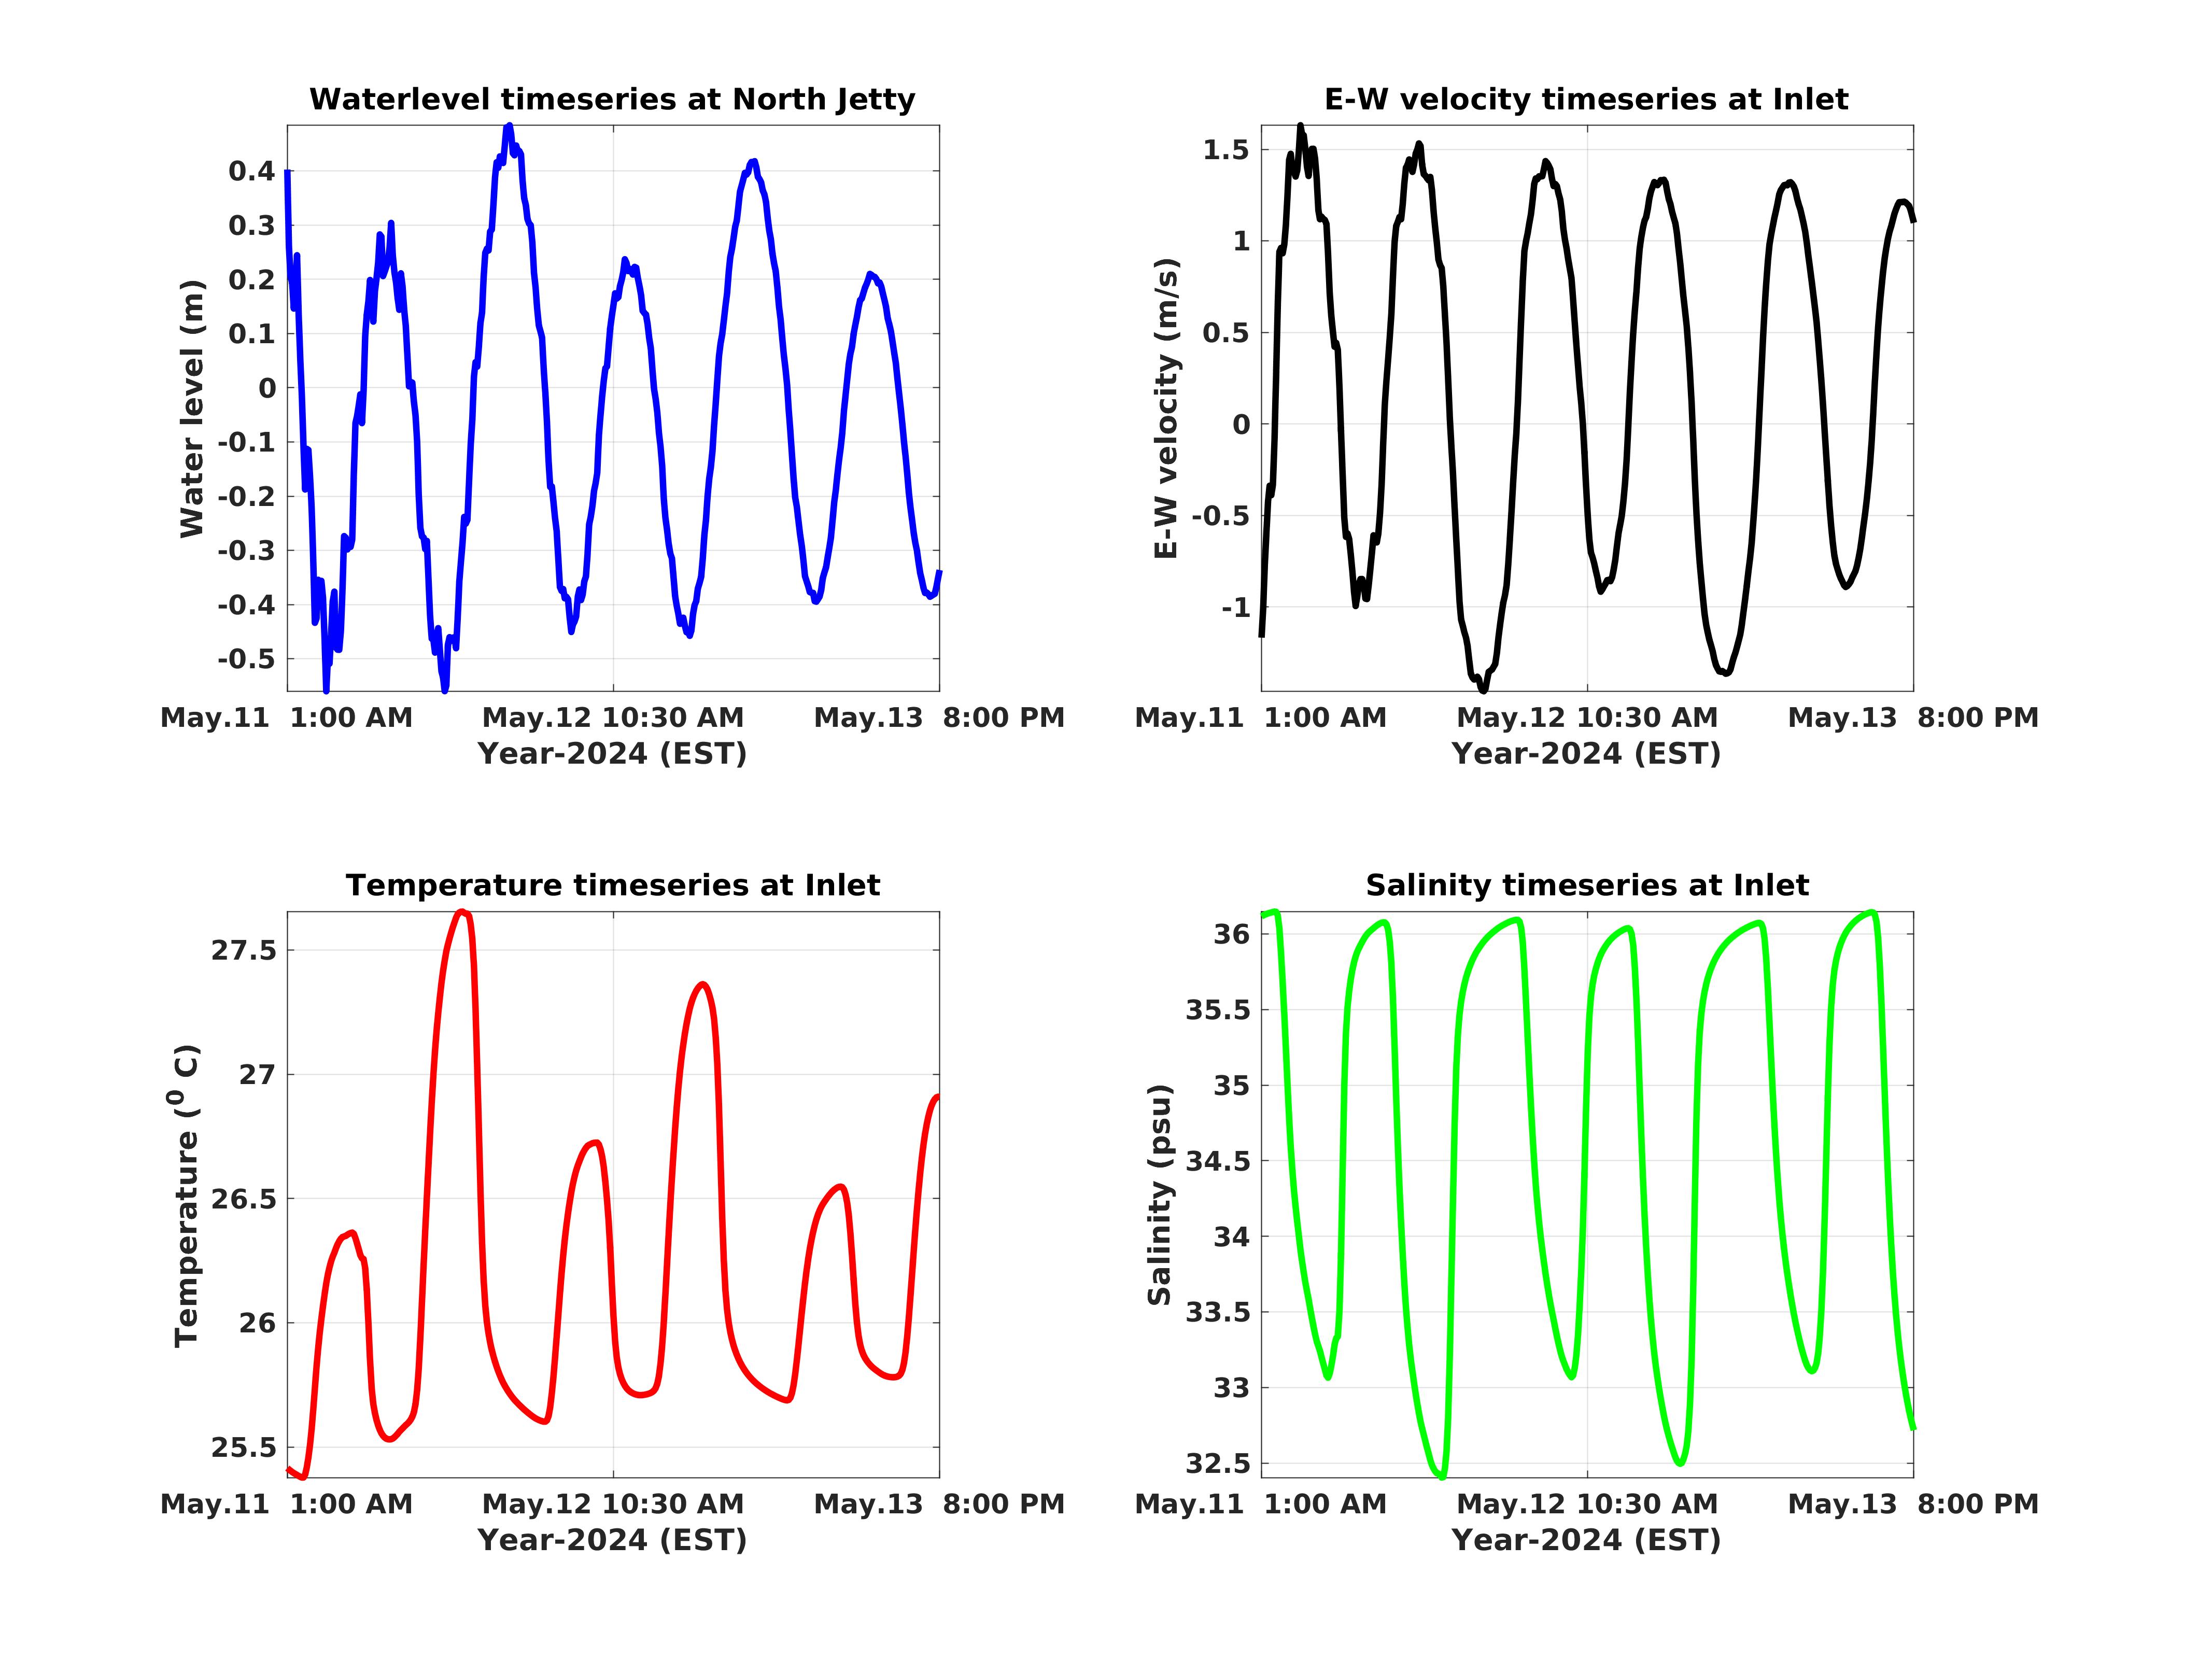 Waterlevel timeseries at North Jetty
Water level (m)
0.4
0.3
0.2
0.1
0
-0.1
-0.2
-0.3
-0.4
-0.5
May.11 1:00 AM May.12 10:30 AM May.13 8:00 PM
Year-2024 (EST)
E-W velocity timeseries at Inlet
E-W velocity (m/s)
1.5
1
0.5
0
-0.5
-1
May.11 1:00 AM May.12 10:30 AM May.13 8:00 PM
Year-2024 (EST)
Temperature timeseries at Inlet
Temperature (⁰ C)
27.5
27
26.5
26
25.5
May.11 1:00 AM May.12 10:30 AM May.13 8:00 PM
Year-2024 (EST)
Salinity timeseries at Inlet
Salinity (psu)
36
35.5
35
34.5
34
33.5
33
32.5
May.11 1:00 AM May.12 10:30 AM May.13 8:00 PM
Year-2024 (EST)